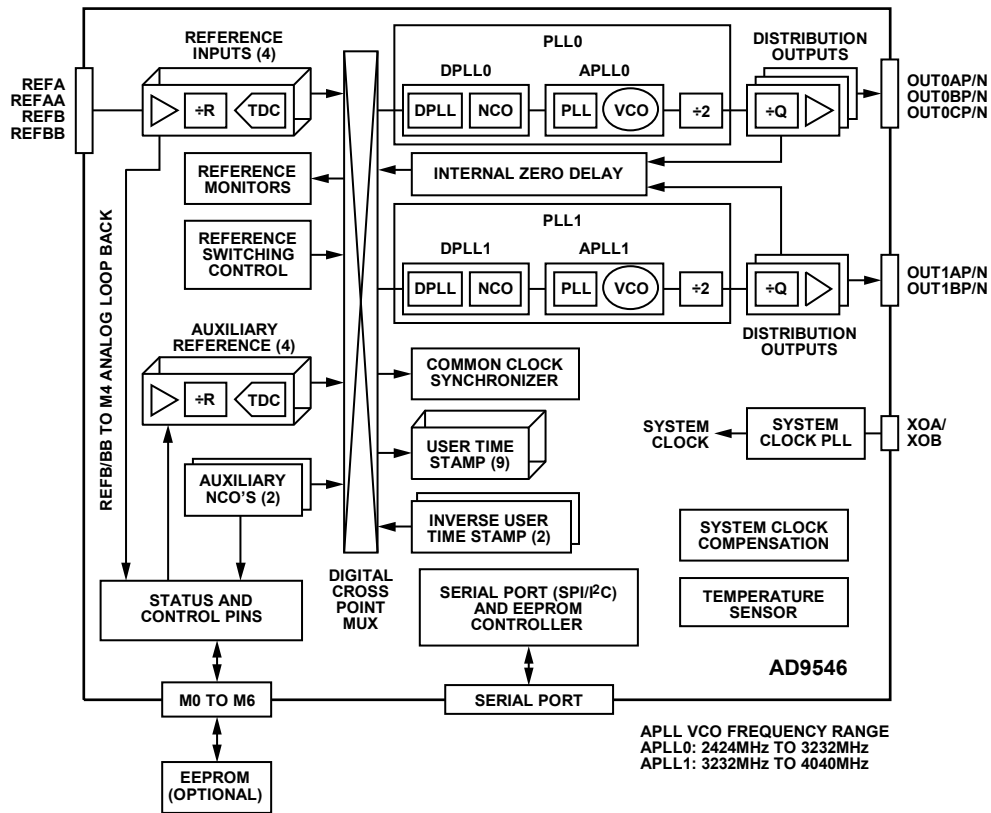 REFERENCE
INPUTS (4)
REFA
REFAA
REFB
REFBB
÷R
TDC
PLL0
DPLL0
APLL0
DPLL
NCO
PLL
VCO
÷2
DISTRIBUTION
OUTPUTS
÷Q
OUT0AP/N
OUT0BP/N
OUT0CP/N
REFERENCE
MONITORS
INTERNAL ZERO DELAY
REFERENCE
SWITCHING
CONTROL
PLL1
DPLL1
APLL1
DPLL
NCO
PLL
VCO
÷2
÷Q
OUT1AP/N
OUT1BP/N
DISTRIBUTION
OUTPUTS
REFB/BB TO M4 ANALOG LOOP BACK
AUXILIARY
REFERENCE (4)
÷R
TDC
COMMON CLOCK
SYNCHRONIZER
USER TIME
STAMP (9)
SYSTEM
CLOCK
SYSTEM
CLOCK PLL
XOA/
XOB
AUXILIARY
NCO'S (2)
INVERSE USER
TIME STAMP (2)
SYSTEM CLOCK
COMPENSATION
DIGITAL
CROSS
POINT
MUX
STATUS AND
CONTROL PINS
SERIAL PORT (SPI/I²C)
AND EEPROM
CONTROLLER
TEMPERATURE
SENSOR
AD9546
M0 TO M6
SERIAL PORT
EEPROM
(OPTIONAL)
APLL VCO FREQUENCY RANGE
APLL0: 2424MHz TO 3232MHz
APLL1: 3232MHz TO 4040MHz